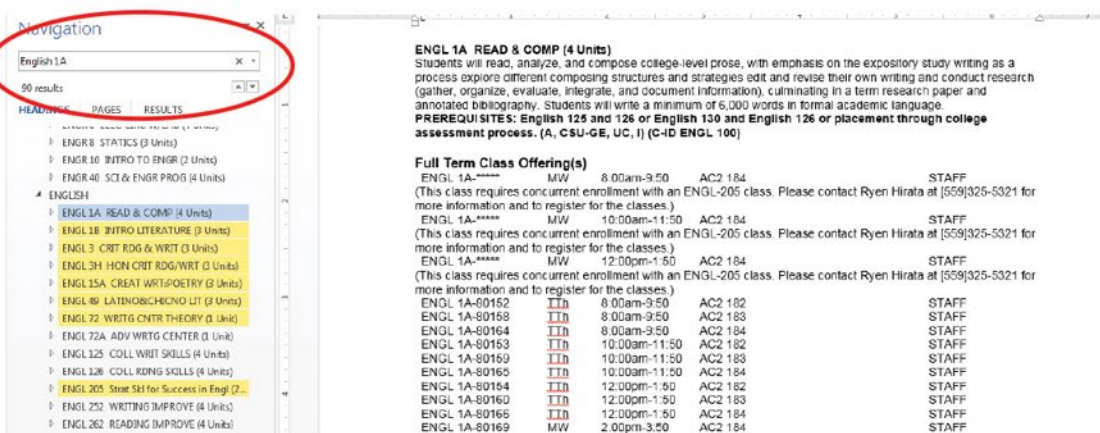 Navigation
English 1A
90 results
HEADINGS PAGES RESULTS
ENGR 8 STATICS (3 Units)
ENGR 10 INTRO TO ENGR (2 Units)
ENGR 40 SCI & ENGR PROG (4 Units)
ENGLISH
ENGL 1A READ & COMP (4 Units)
ENGL 1B INTRO LITERATURE (3 Units)
ENGL 3 CRIT RDG & WRIT (3 Units)
ENGL 3H HON CRIT RDG/WRT (3 Units)
ENGL 15A CREAT WRT:POETRY (3 Units)
ENGL 49 LATINO&CHICNO LIT (3 Units)
ENGL 72 WRITG CNTR THEORY (1 Unit)
ENGL 72A ADV WRTG CENTER (1 Unit)
ENGL 125 COLL WRIT SKILLS (4 Units)
ENGL 126 COLL RDNG SKILLS (4 Units)
ENGL 205 Strat Skl for Success in Engl (2...
ENGL 252 WRITING IMPROVE (4 Units)
ENGL 262 READING IMPROVE (4 Units)
ENGL 1A READ & COMP (4 Units)
Students will read, analyze, and compose college-level prose, with emphasis on the expository study writing as a
process explore different composing structures and strategies edit and revise their own writing and conduct research
(gather, organize, evaluate, integrate, and document information), culminating in a term research paper and
annotated bibliography. Students will write a minimum of 6,000 words in formal academic language.
PREREQUISITES: English 125 and 126 or English 130 and English 126 or placement through college
assessment process. (A, CSU-GE, UC, I) (C-ID ENGL 100)
Full Term Class Offering(s)
ENGL 1A-***** MW 8:00am-9:50 AC2 184 STAFF
(This class requires concurrent enrollment with an ENGL-205 class. Please contact Ryen Hirata at [559]325-5321 for
more information and to register for the classes.)
ENGL 1A-***** MW 10:00am-11:50 AC2 184 STAFF
(This class requires concurrent enrollment with an ENGL-205 class. Please contact Ryen Hirata at [559]325-5321 for
more information and to register for the classes.)
ENGL 1A-***** MW 12:00pm-1:50 AC2 184 STAFF
(This class requires concurrent enrollment with an ENGL-205 class. Please contact Ryen Hirata at [559]325-5321 for
more information and to register for the classes.)
ENGL 1A-80152 TTh 8:00am-9:50 AC2 182 STAFF
ENGL 1A-80158 TTh 8:00am-9:50 AC2 183 STAFF
ENGL 1A-80164 TTh 8:00am-9:50 AC2 184 STAFF
ENGL 1A-80153 TTh 10:00am-11:50 AC2 182 STAFF
ENGL 1A-80159 TTh 10:00am-11:50 AC2 183 STAFF
ENGL 1A-80165 TTh 10:00am-11:50 AC2 184 STAFF
ENGL 1A-80154 TTh 12:00pm-1:50 AC2 182 STAFF
ENGL 1A-80160 TTh 12:00pm-1:50 AC2 183 STAFF
ENGL 1A-80166 TTh 12:00pm-1:50 AC2 184 STAFF
ENGL 1A-80169 MW 2:00pm-3:50 AC2 184 STAFF